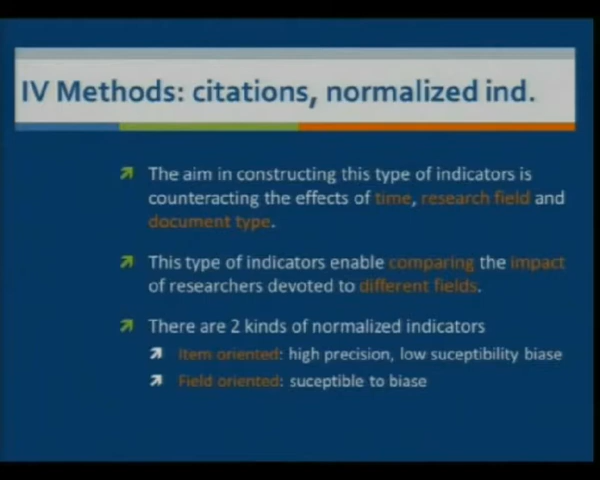 IV Methods: citations, normalized ind.
The aim in constructing this type of indicators is
counteracting the effects of time, research field and
document type.
This type of indicators enable comparing the impact
of researchers devoted to different fields.
There are 2 kinds of normalized indicators
Item oriented: high precision, low suceptibility biase
Field oriented: suceptible to biase